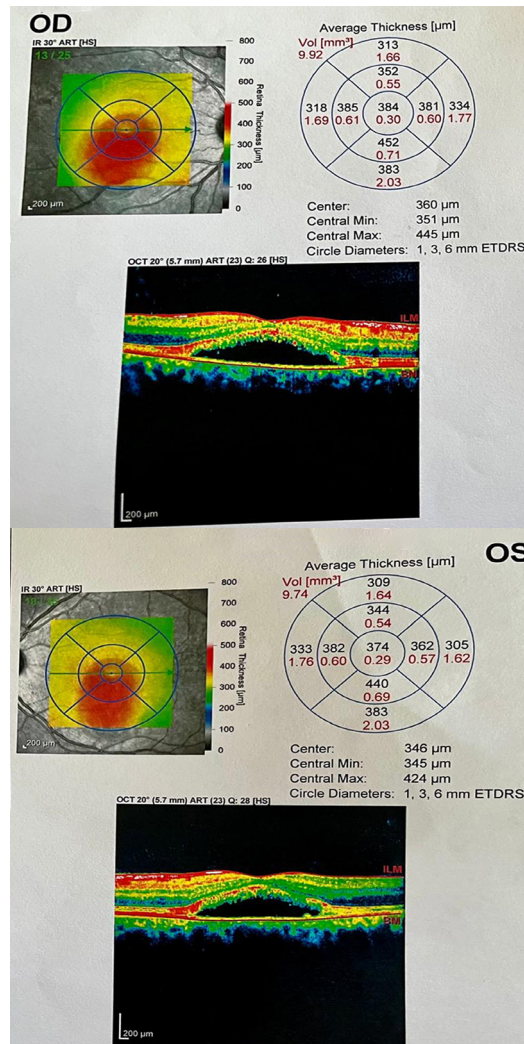 OD
IR 30° ART [HS]
13 / 25
200 µm
800
700
600
500
400
300
200
100
0
Retina Thickness [µm]
Average Thickness [µm]
Vol [mm³]
9.92
313
1.66
352
0.55
318 385 384 381 334
1.69 0.61 0.30 0.60 1.77
452
0.71
383
2.03
Center: 360 µm
Central Min: 351 µm
Central Max: 445 µm
Circle Diameters: 1, 3, 6 mm ETDRS
OCT 20° (5.7 mm) ART (23) Q: 26 [HS]
ILM
BM
200 µm
OS
IR 30° ART [HS]
200 µm
800
700
600
500
400
300
200
100
0
Retina Thickness [µm]
Average Thickness [µm]
Vol [mm³]
9.74
309
1.64
344
0.54
333 382 374 362 305
1.76 0.60 0.29 0.57 1.62
440
0.69
383
2.03
Center: 346 µm
Central Min: 345 µm
Central Max: 424 µm
Circle Diameters: 1, 3, 6 mm ETDRS
OCT 20° (5.7 mm) ART (23) Q: 28 [HS]
ILM
BM
200 µm